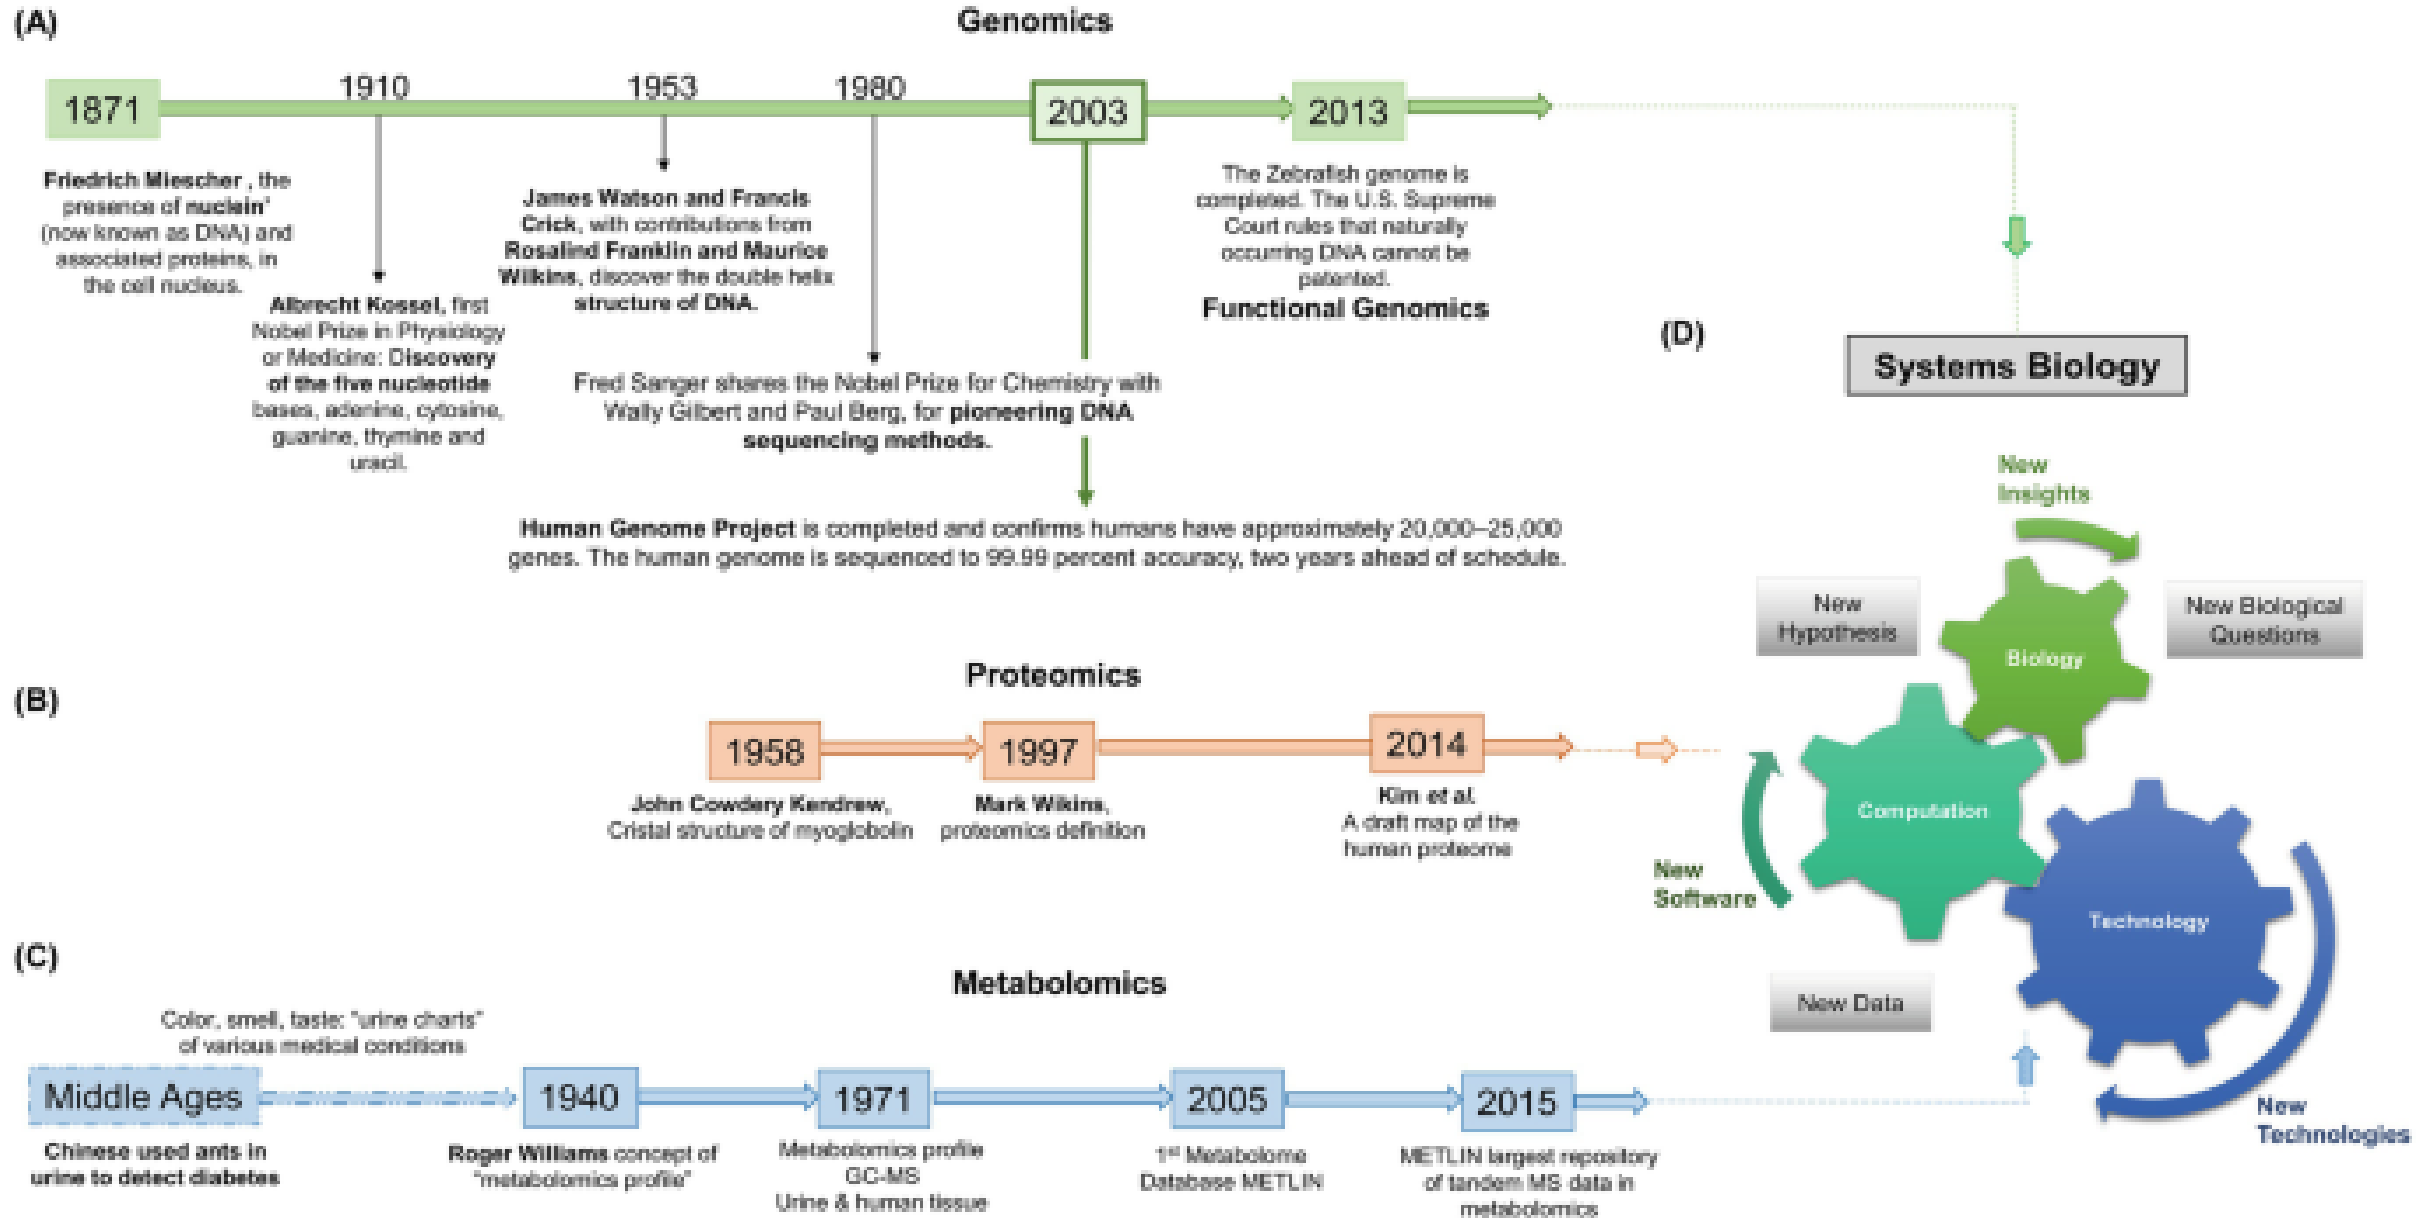 (A)
Genomics
1871
1910
1953
1980
2003
2013
Friedrich Miescher , the
presence of nuclein'
(now known as DNA) and
associated proteins, in
the cell nucleus.
Albrecht Kossel, first
Nobel Prize in Physiology
or Medicine: Discovery
of the five nucleotide
bases, adenine, cytosine,
guanine, thymine and
uracil.
James Watson and Francis
Crick, with contributions from
Rosalind Franklin and Maurice
Wilkins, discover the double helix
structure of DNA.
Fred Sanger shares the Nobel Prize for Chemistry with
Wally Gilbert and Paul Berg, for pioneering DNA
sequencing methods.
Human Genome Project is completed and confirms humans have approximately 20,000–25,000
genes. The human genome is sequenced to 99.99 percent accuracy, two years ahead of schedule.
The Zebrafish genome is
completed. The U.S. Supreme
Court rules that naturally
occurring DNA cannot be
patented.
Functional Genomics
(B)
Proteomics
1958
1997
2014
John Cowdery Kendrew,
Cristal structure of myoglobolin
Mark Wikins,
proteomics definition
Kim et al.
A draft map of the
human proteome
(C)
Metabolomics
Color, smell, taste: "urine charts"
of various medical conditions
Middle Ages
1940
1971
2005
2015
Chinese used ants in
urine to detect diabetes
Roger Williams concept of
"metabolomics profile"
Metabolomics profile
GC-MS
Urine & human tissue
1st Metabolome
Database METLIN
METLIN largest repository
of tandem MS data in
metabolomics
(D)
Systems Biology
New
Insights
New
Hypothesis
New Biological
Questions
Biology
Computation
Technology
New
Software
New Data
New
Technologies